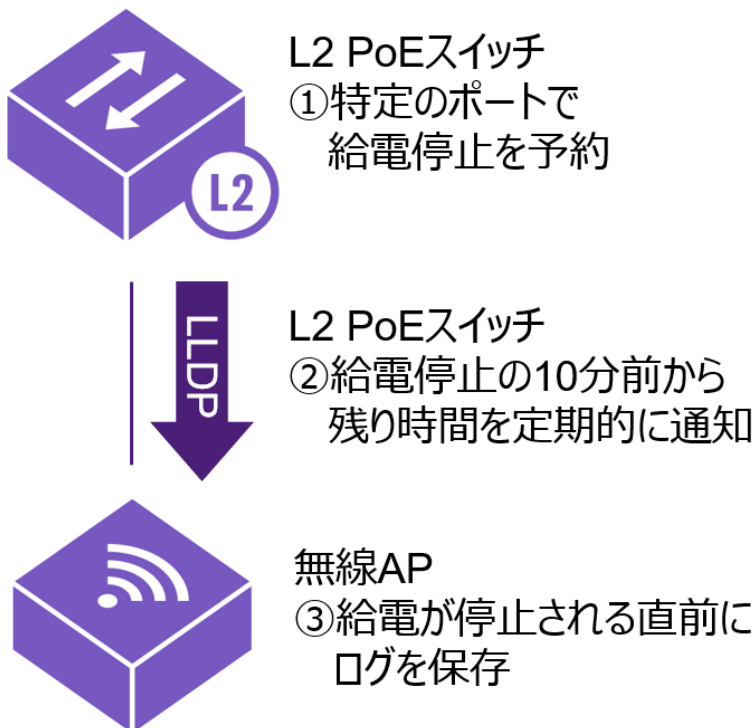 L2 PoEスイッチ
①特定のポートで
給電停止を予約
L2
LLDP
L2 PoEスイッチ
②給電停止の10分前から
残り時間を定期的に通知
無線AP
③給電が停止される直前に
ログを保存